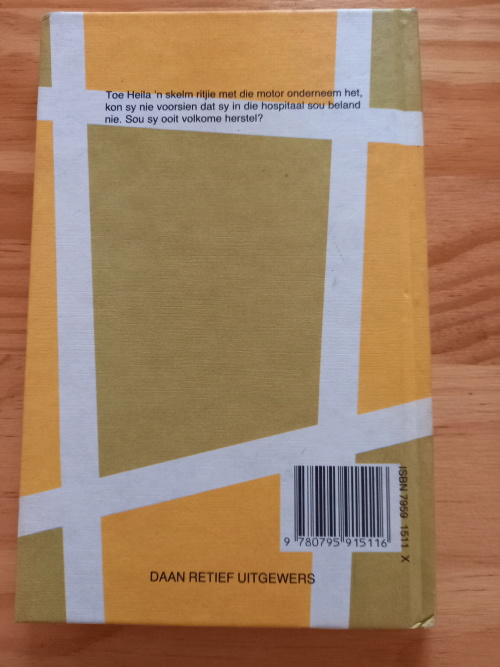 Toe Heila 'n skelm ritjie met die motor onderneem het,
kon sy nie voorsien dat sy in die hospitaal sou beland
nie. Sou sy ooit volkome herstel?
ISBN 7959 1511 X
9 780795 915116
DAAN RETIEF UITGEWERS